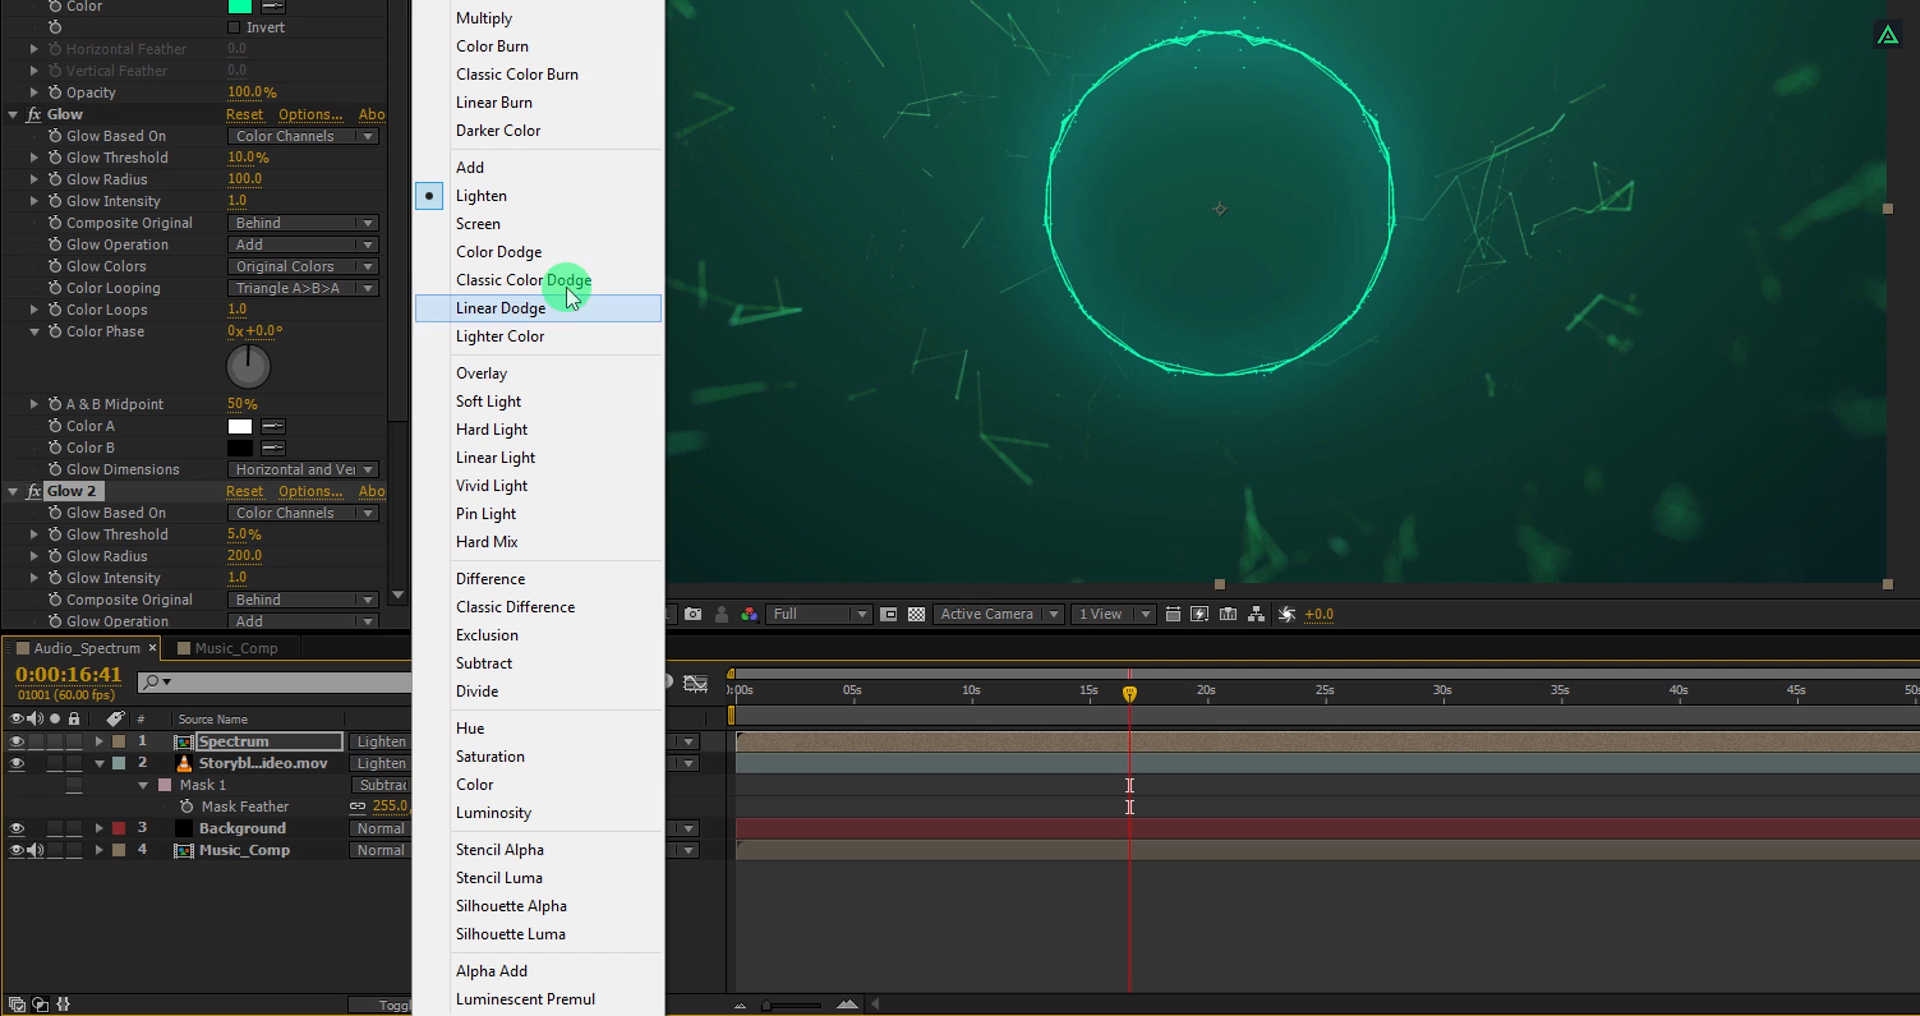 Color
Invert
Horizontal Feather 0.0
Vertical Feather 0.0
Opacity 100.0%
fx Glow Reset Options... Abo
Glow Based On Color Channels
Glow Threshold 10.0%
Glow Radius 100.0
Glow Intensity 1.0
Composite Original Behind
Glow Operation Add
Glow Colors Original Colors
Color Looping Triangle A>B>A
Color Loops 1.0
Color Phase 0x+0.0°
A & B Midpoint 50%
Color A
Color B
Glow Dimensions Horizontal and Ver
fx Glow 2 Reset Options... Abo
Glow Based On Color Channels
Glow Threshold 5.0%
Glow Radius 200.0
Glow Intensity 1.0
Composite Original Behind
Glow Operation Add
Multiply
Color Burn
Classic Color Burn
Linear Burn
Darker Color
Add
Lighten
Screen
Color Dodge
Classic Color Dodge
Linear Dodge
Lighter Color
Overlay
Soft Light
Hard Light
Linear Light
Vivid Light
Pin Light
Hard Mix
Difference
Classic Difference
Exclusion
Subtract
Divide
Hue
Saturation
Color
Luminosity
Stencil Alpha
Stencil Luma
Silhouette Alpha
Silhouette Luma
Alpha Add
Luminescent Premul
Full Active Camera 1 View +0.0
Audio_Spectrum × Music_Comp
0:00:16:41
01001 (60.00 fps)
# Source Name
1 Spectrum Lighten
2 Storybl...ideo.mov Lighten
Mask 1 Subtrac
Mask Feather 255.0,
3 Background Normal
4 Music_Comp Normal
Toggl
):00s 05s 10s 15s 20s 25s 30s 35s 40s 45s 50s